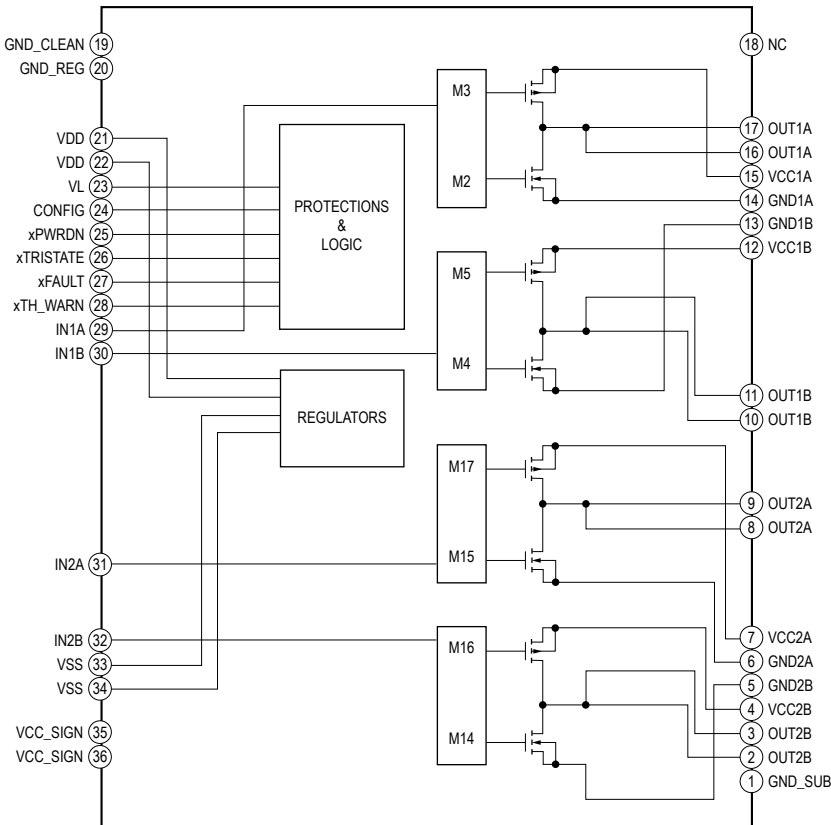 GND_CLEAN 19
GND_REG 20
VDD 21
VDD 22
VL 23
CONFIG 24
xPWRDN 25
xTRISTATE 26
xFAULT 27
xTH_WARN 28
IN1A 29
IN1B 30
IN2A 31
IN2B 32
VSS 33
VSS 34
VCC_SIGN 35
VCC_SIGN 36
PROTECTIONS
&
LOGIC
REGULATORS
M3
M2
M5
M4
M17
M15
M16
M14
18 NC
17 OUT1A
16 OUT1A
15 VCC1A
14 GND1A
13 GND1B
12 VCC1B
11 OUT1B
10 OUT1B
9 OUT2A
8 OUT2A
7 VCC2A
6 GND2A
5 GND2B
4 VCC2B
3 OUT2B
2 OUT2B
1 GND_SUB